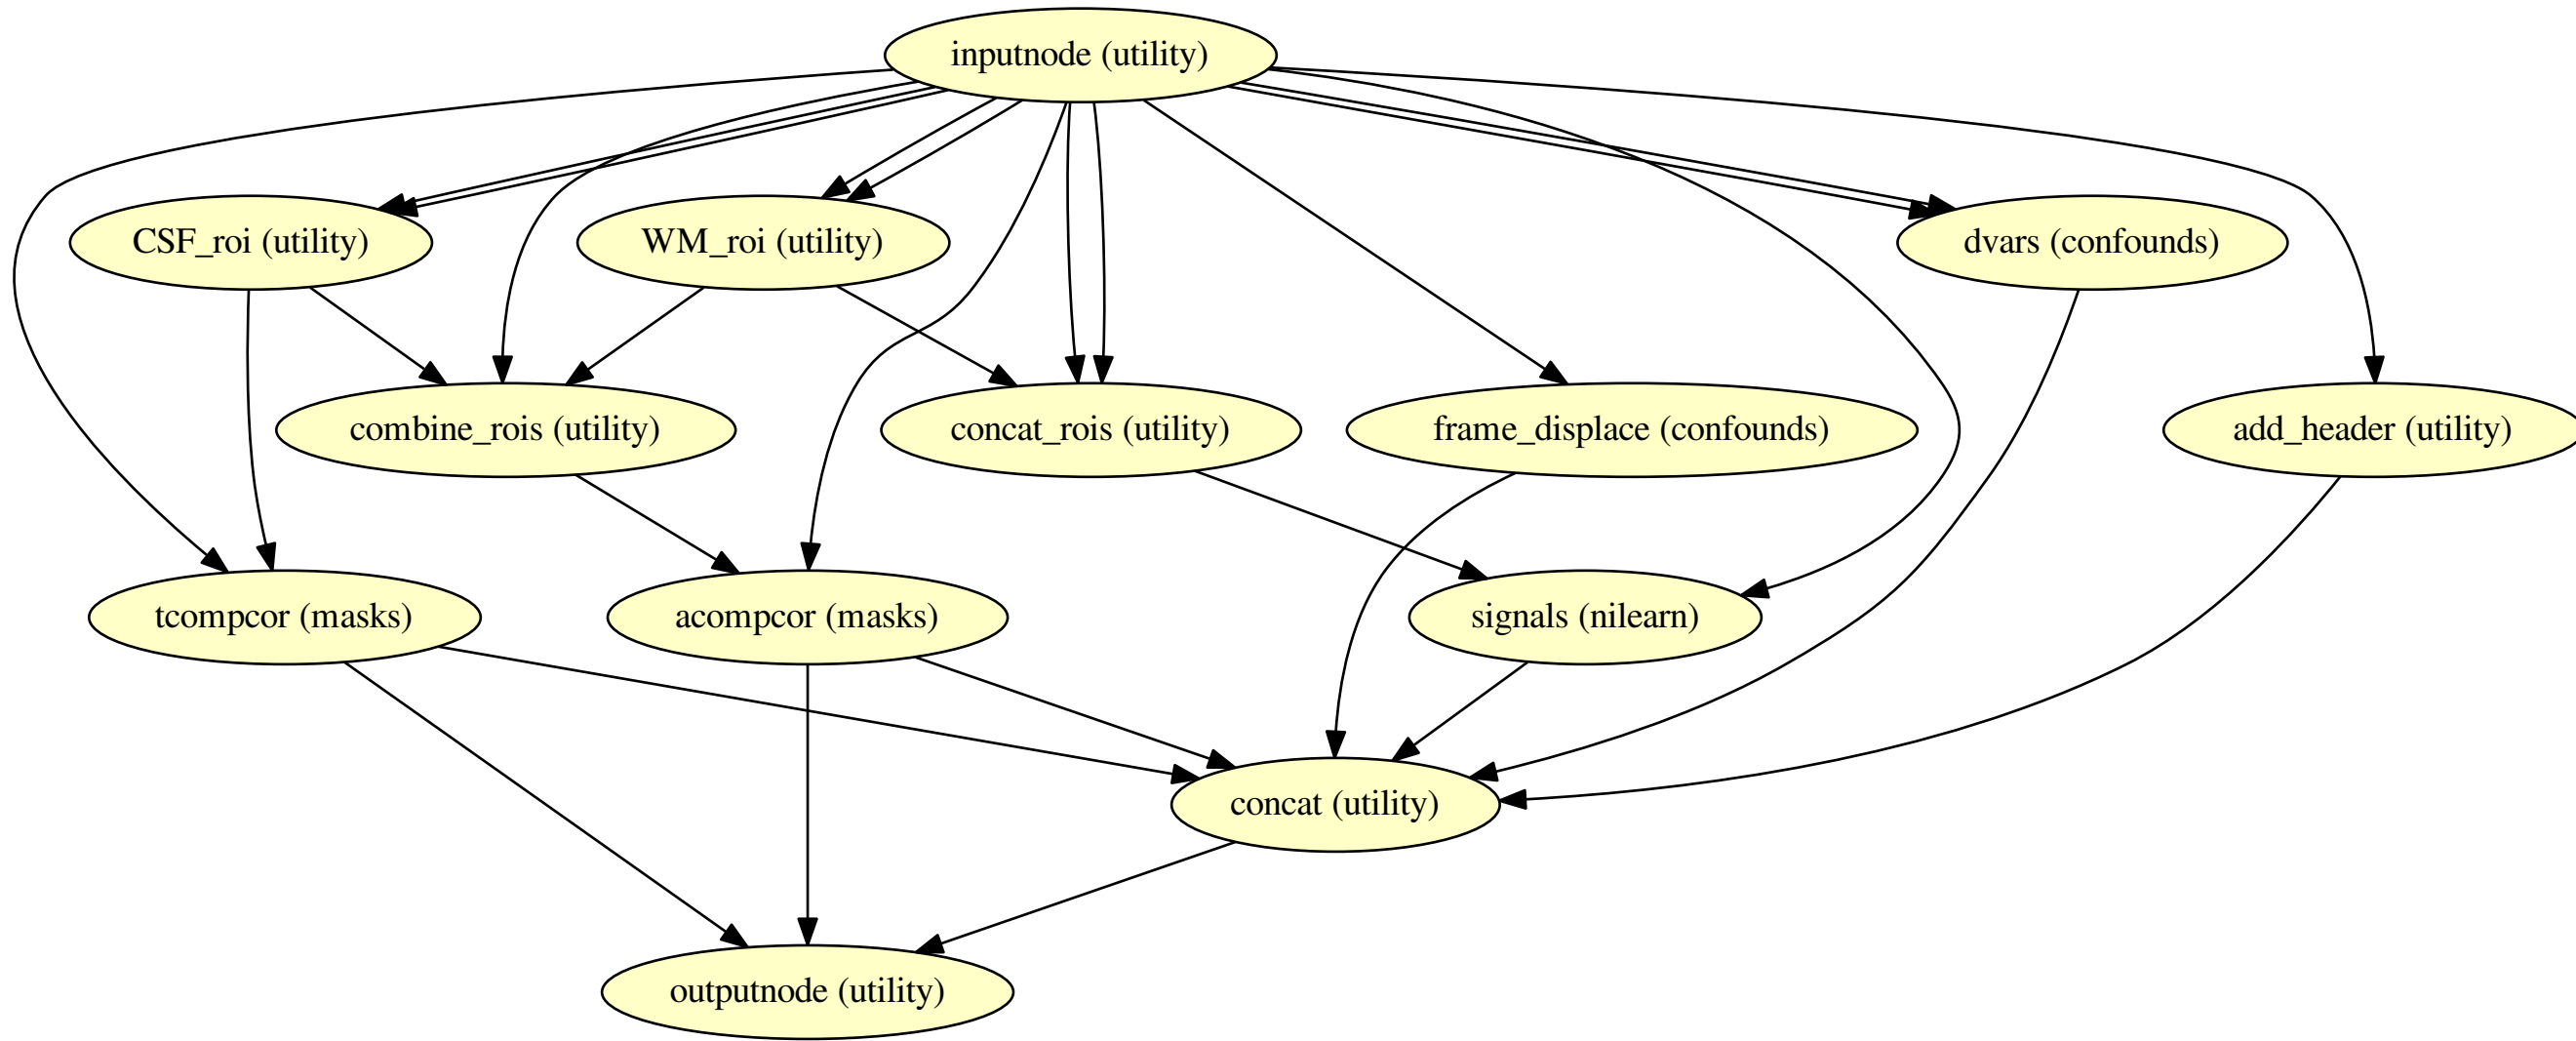 inputnode (utility)
CSF_roi (utility)
WM_roi (utility)
dvars (confounds)
combine_rois (utility)
concat_rois (utility)
frame_displace (confounds)
add_header (utility)
tcompcor (masks)
acompcor (masks)
signals (nilearn)
concat (utility)
outputnode (utility)